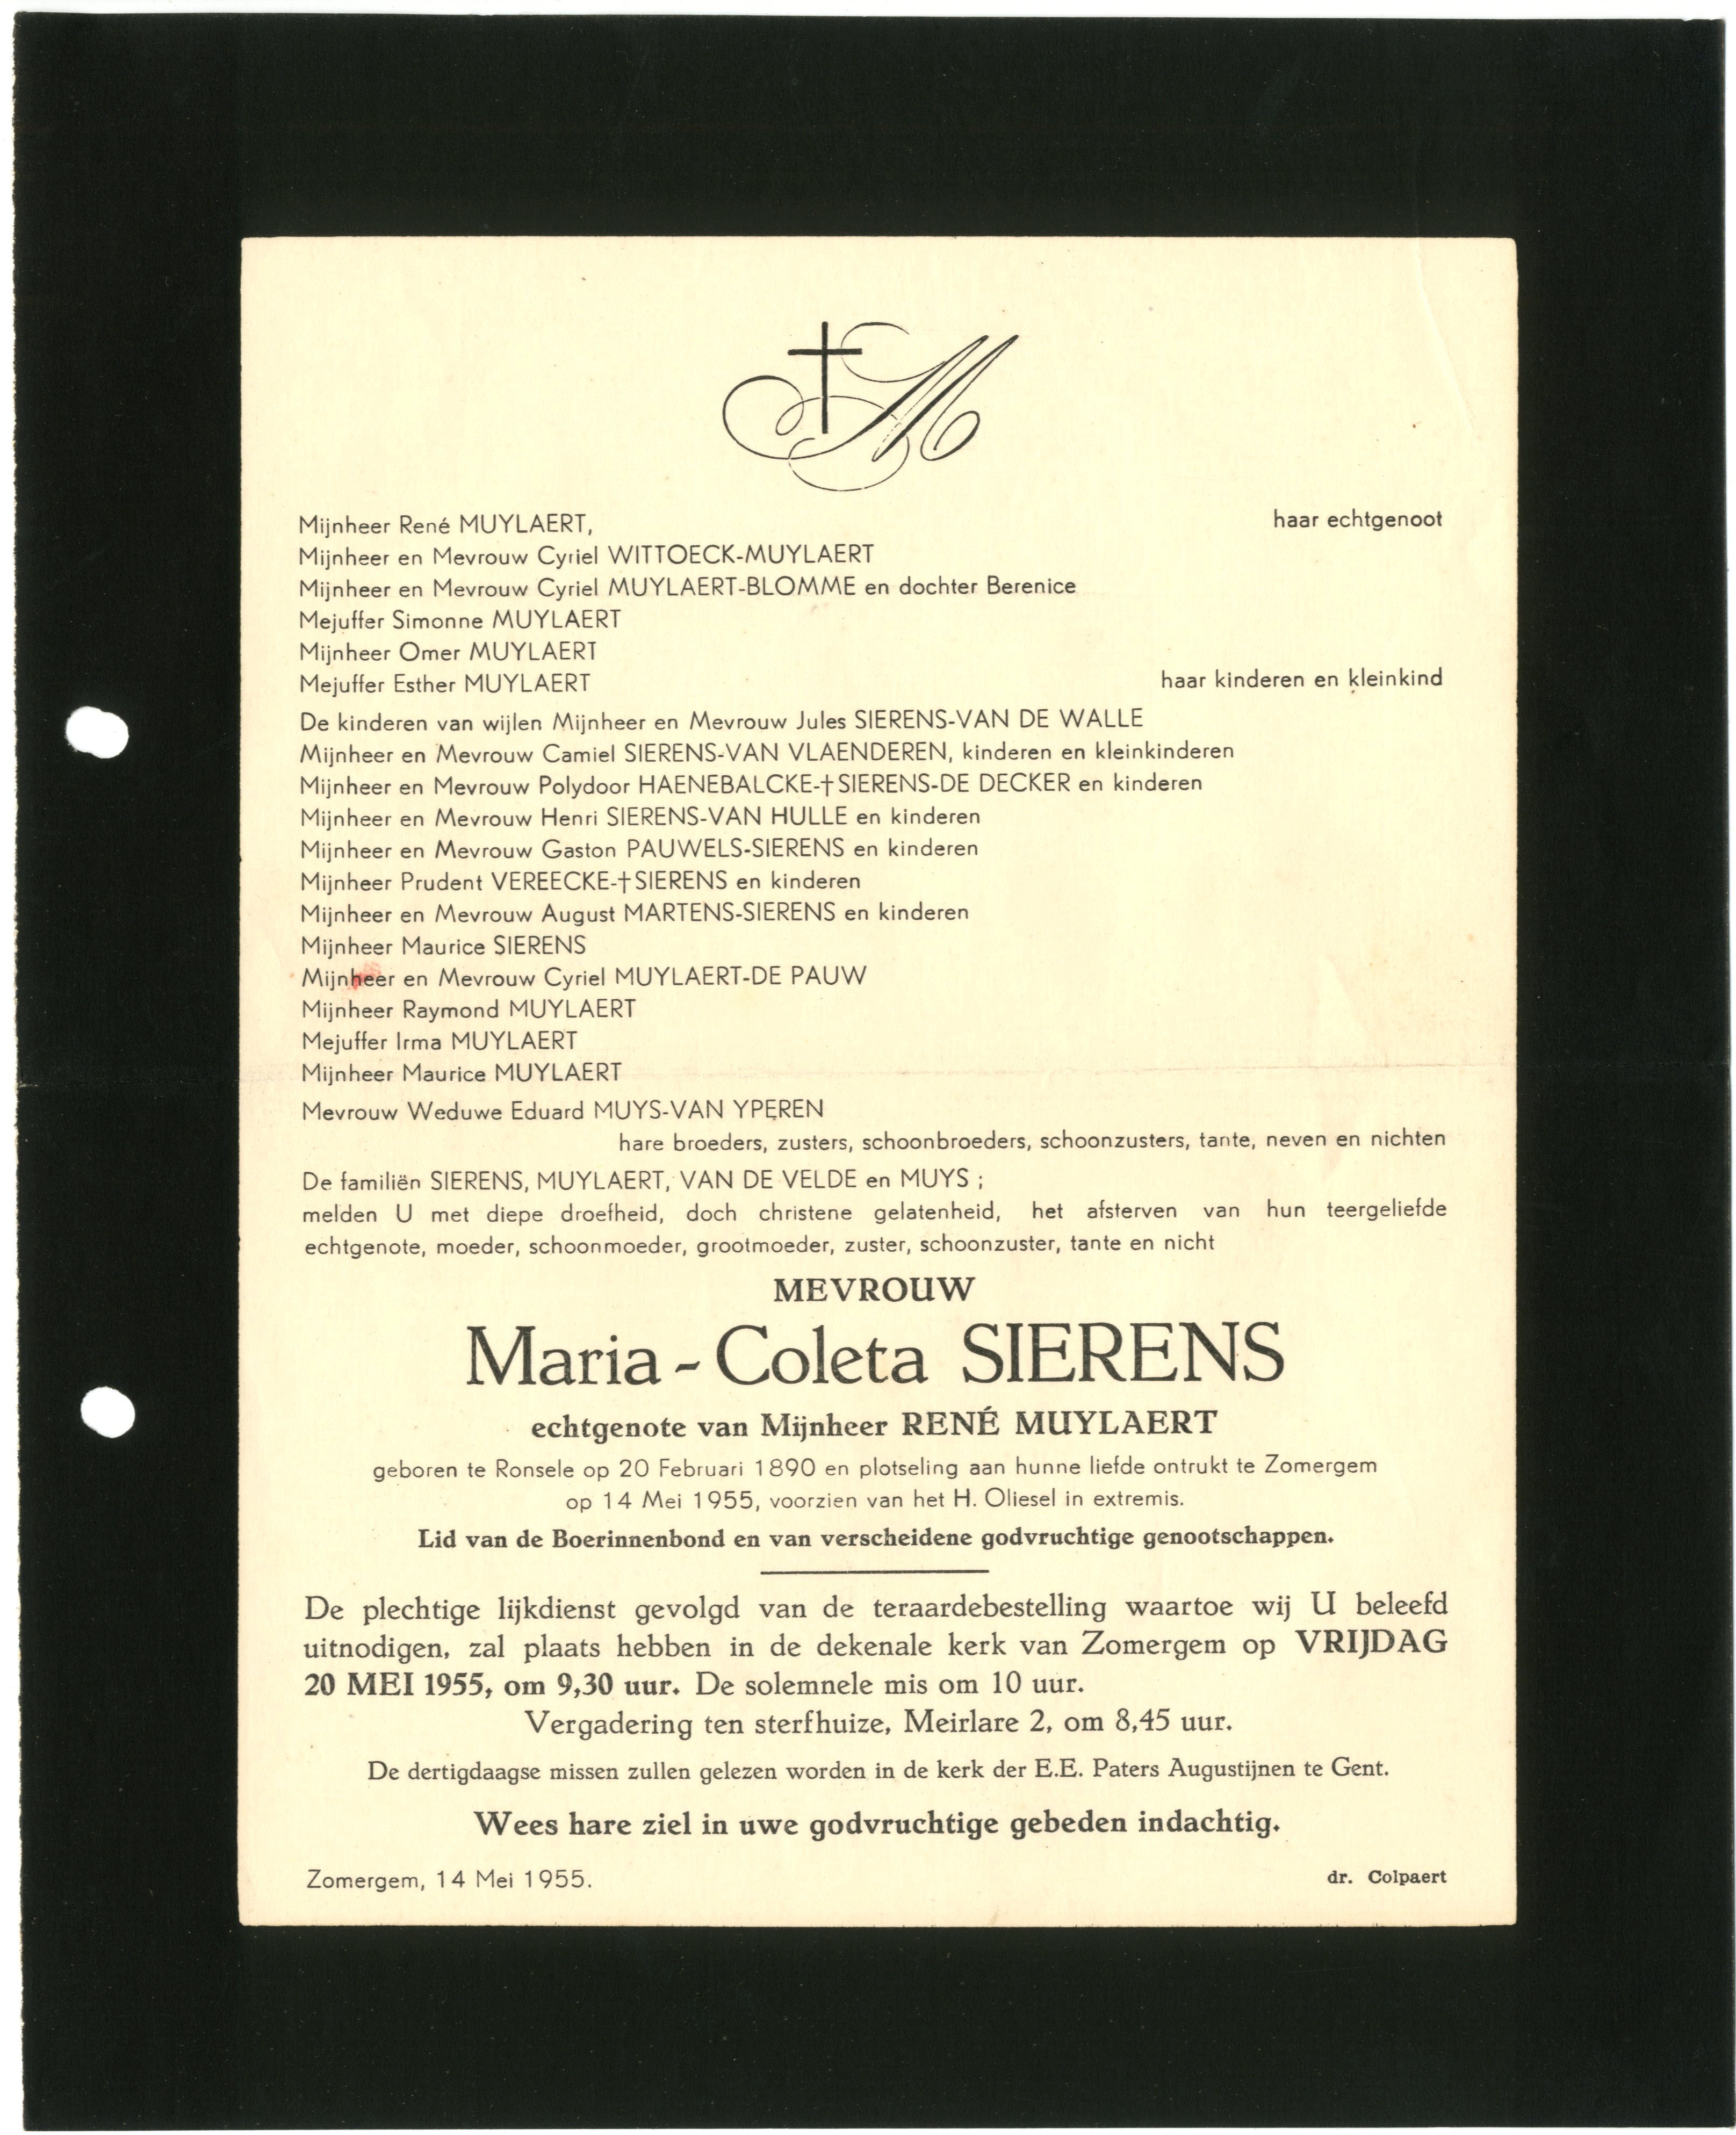 M
Mijnheer René MUYLAERT, haar echtgenoot
Mijnheer en Mevrouw Cyriel WITTOECK-MUYLAERT
Mijnheer en Mevrouw Cyriel MUYLAERT-BLOMME en dochter Berenice
Mejuffer Simonne MUYLAERT
Mijnheer Omer MUYLAERT
Mejuffer Esther MUYLAERT haar kinderen en kleinkind
De kinderen van wijlen Mijnheer en Mevrouw Jules SIERENS-VAN DE WALLE
Mijnheer en Mevrouw Camiel SIERENS-VAN VLAENDEREN, kinderen en kleinkinderen
Mijnheer en Mevrouw Polydoor HAENEBALCKE-†SIERENS-DE DECKER en kinderen
Mijnheer en Mevrouw Henri SIERENS-VAN HULLE en kinderen
Mijnheer en Mevrouw Gaston PAUWELS-SIERENS en kinderen
Mijnheer Prudent VEREECKE-†SIERENS en kinderen
Mijnheer en Mevrouw August MARTENS-SIERENS en kinderen
Mijnheer Maurice SIERENS
Mijnheer en Mevrouw Cyriel MUYLAERT-DE PAUW
Mijnheer Raymond MUYLAERT
Mejuffer Irma MUYLAERT
Mijnheer Maurice MUYLAERT
Mevrouw Weduwe Eduard MUYS-VAN YPEREN
hare broeders, zusters, schoonbroeders, schoonzusters, tante, neven en nichten
De familiën SIERENS, MUYLAERT, VAN DE VELDE en MUYS ;
melden U met diepe droefheid, doch christene gelatenheid, het afsterven van hun teergeliefde
echtgenote, moeder, schoonmoeder, grootmoeder, zuster, schoonzuster, tante en nicht
MEVROUW
Maria - Coleta SIERENS
echtgenote van Mijnheer RENÉ MUYLAERT
geboren te Ronsele op 20 Februari 1890 en plotseling aan hunne liefde ontrukt te Zomergem
op 14 Mei 1955, voorzien van het H. Oliesel in extremis.
Lid van de Boerinnenbond en van verscheidene godvruchtige genootschappen.
De plechtige lijkdienst gevolgd van de teraardebestelling waartoe wij U beleefd
uitnodigen, zal plaats hebben in de dekenale kerk van Zomergem op VRIJDAG
20 MEI 1955, om 9,30 uur. De solemnele mis om 10 uur.
Vergadering ten sterfhuize, Meirlare 2, om 8,45 uur.
De dertigdaagse missen zullen gelezen worden in de kerk der E.E. Paters Augustijnen te Gent.
Wees hare ziel in uwe godvruchtige gebeden indachtig.
Zomergem, 14 Mei 1955. dr. Colpaert